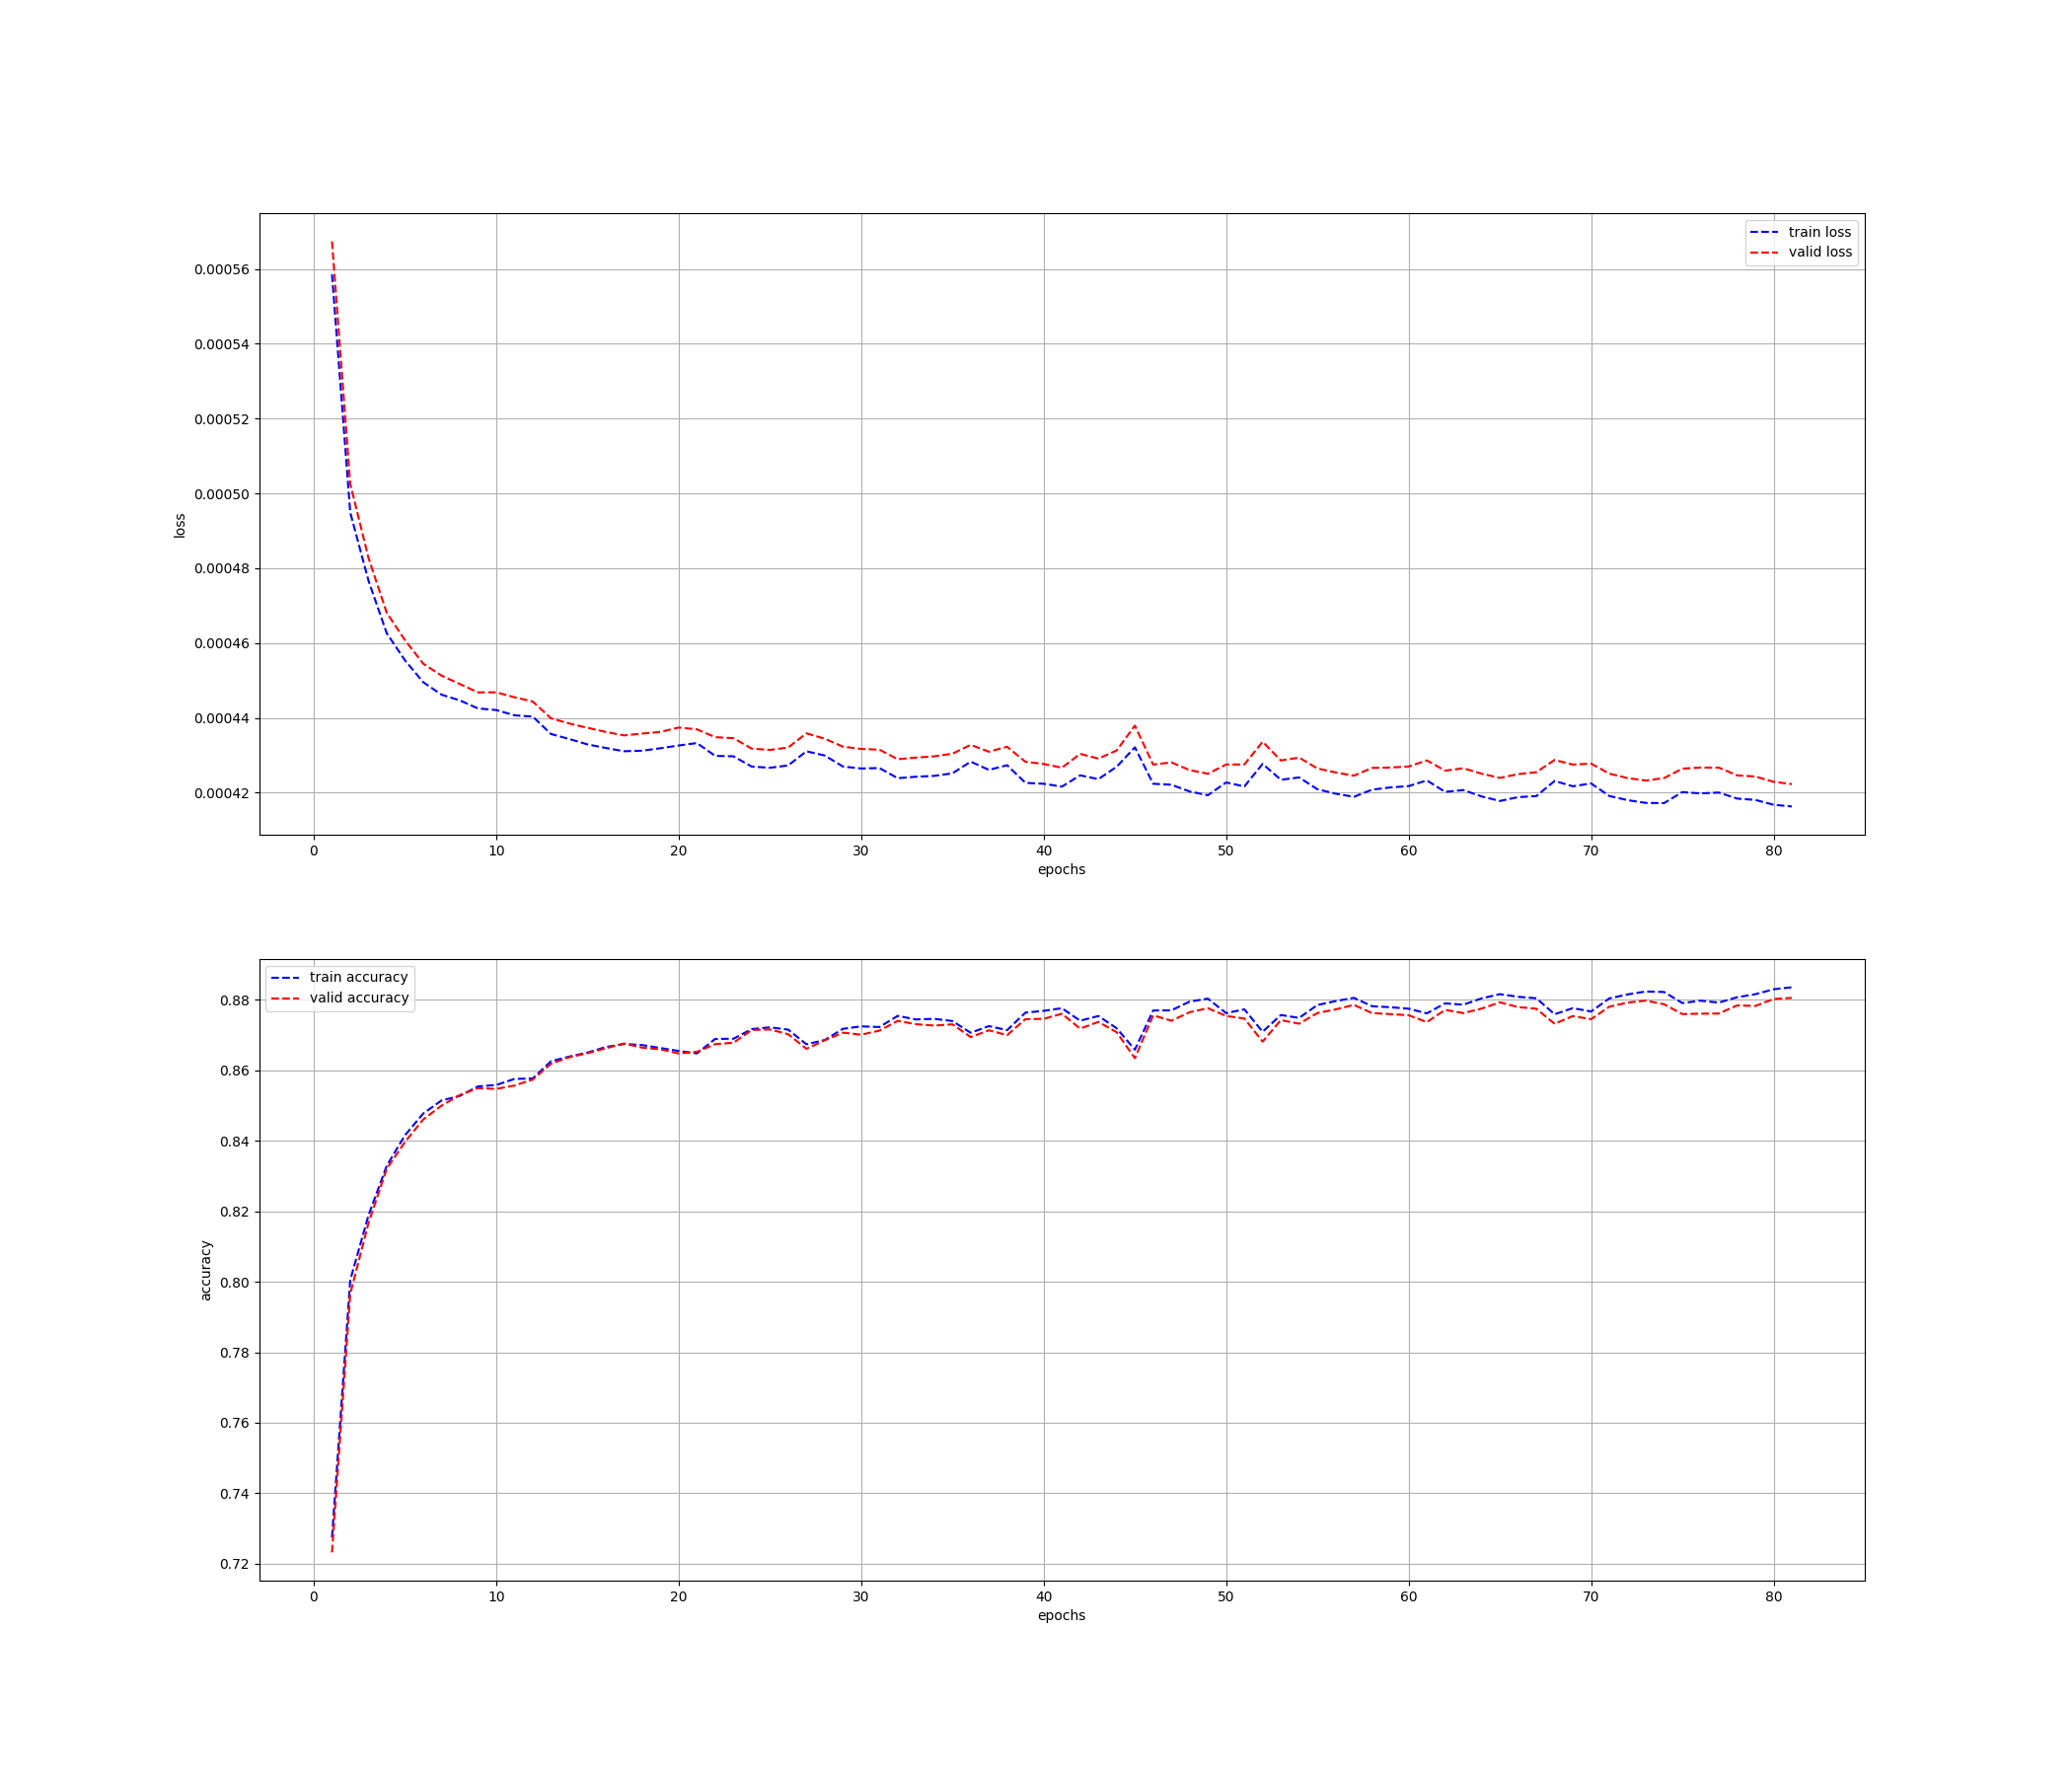 train loss
valid loss
0.00056
0.00054
0.00052
0.00050
0.00048
0.00046
0.00044
0.00042
loss
0 10 20 30 40 50 60 70 80
epochs
train accuracy
valid accuracy
0.88
0.86
0.84
0.82
0.80
0.78
0.76
0.74
0.72
accuracy
0 10 20 30 40 50 60 70 80
epochs